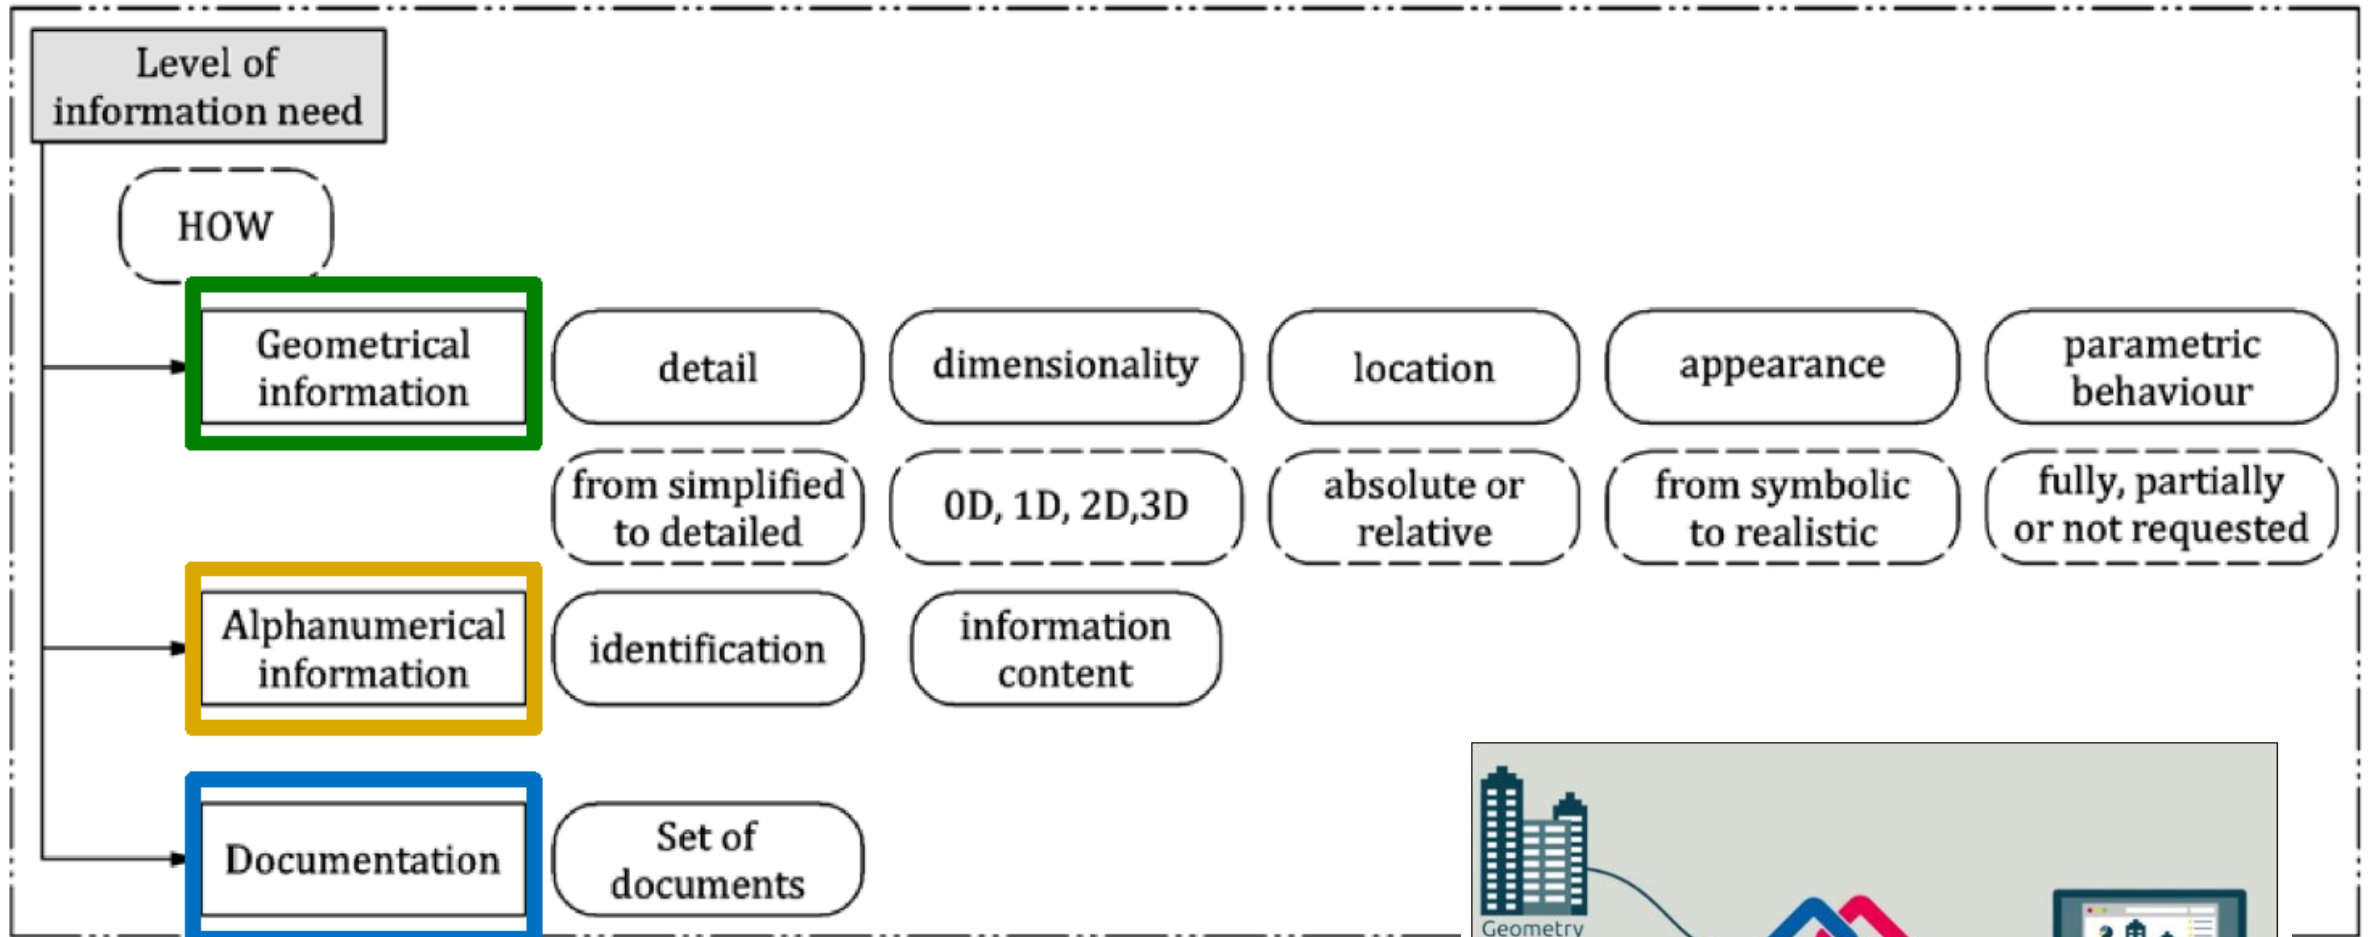 Level of
information need
HOW
Geometrical
information
detail
dimensionality
location
appearance
parametric
behaviour
from simplified
to detailed
0D, 1D, 2D,3D
absolute or
relative
from symbolic
to realistic
fully, partially
or not requested
Alphanumerical
information
identification
information
content
Documentation
Set of
documents
Geometry